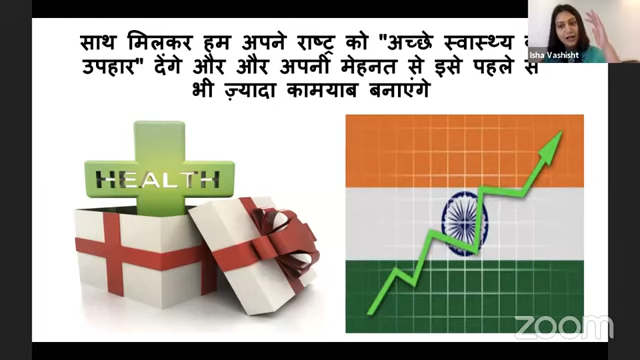 साथ मिलकर हम अपने राष्ट्र को "अच्छे स्वास्थ्य
उपहार" देंगे और और अपनी मेहनत से इसे पहले
भी ज़्यादा कामयाब बनाएंगे
Isha Vashisht
HEALTH
zoom